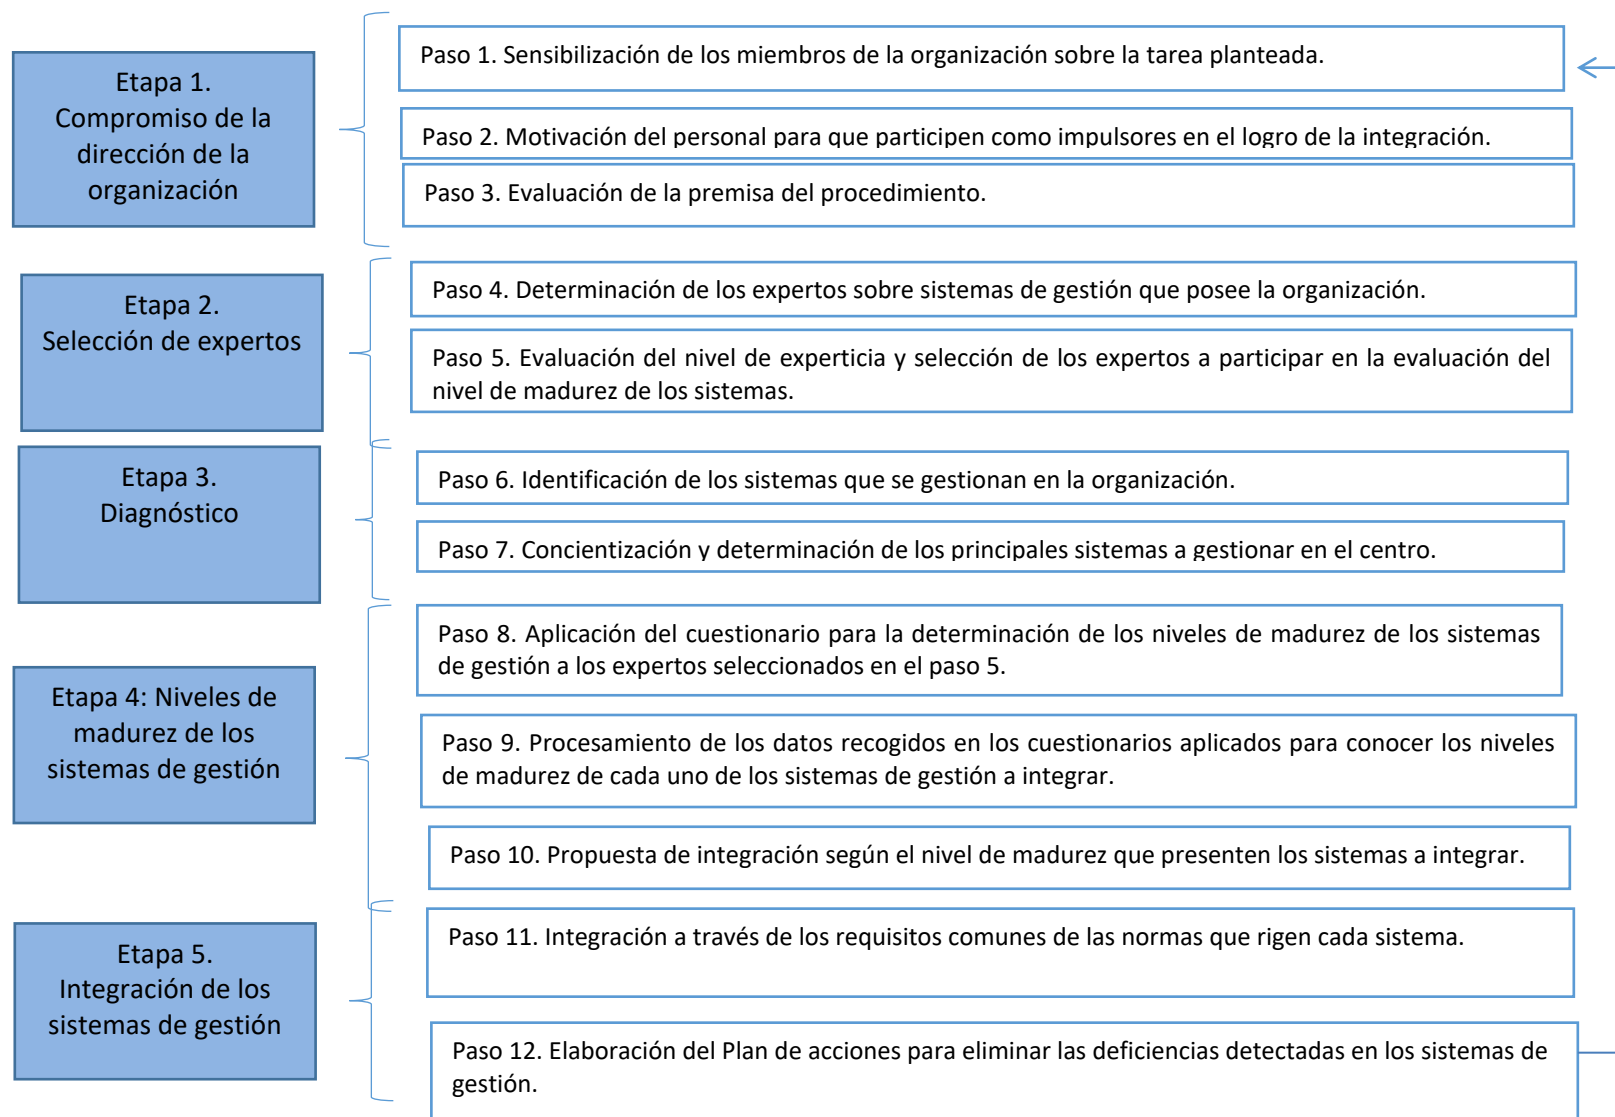 Etapa 1.
Compromiso de la
dirección de la
organización
Paso 1. Sensibilización de los miembros de la organización sobre la tarea planteada.
Paso 2. Motivación del personal para que participen como impulsores en el logro de la integración.
Paso 3. Evaluación de la premisa del procedimiento.
Etapa 2.
Selección de expertos
Paso 4. Determinación de los expertos sobre sistemas de gestión que posee la organización.
Paso 5. Evaluación del nivel de experticia y selección de los expertos a participar en la evaluación del
nivel de madurez de los sistemas.
Etapa 3.
Diagnóstico
Paso 6. Identificación de los sistemas que se gestionan en la organización.
Paso 7. Concientización y determinación de los principales sistemas a gestionar en el centro.
Etapa 4: Niveles de
madurez de los
sistemas de gestión
Paso 8. Aplicación del cuestionario para la determinación de los niveles de madurez de los sistemas
de gestión a los expertos seleccionados en el paso 5.
Paso 9. Procesamiento de los datos recogidos en los cuestionarios aplicados para conocer los niveles
de madurez de cada uno de los sistemas de gestión a integrar.
Paso 10. Propuesta de integración según el nivel de madurez que presenten los sistemas a integrar.
Etapa 5.
Integración de los
sistemas de gestión
Paso 11. Integración a través de los requisitos comunes de las normas que rigen cada sistema.
Paso 12. Elaboración del Plan de acciones para eliminar las deficiencias detectadas en los sistemas de
gestión.